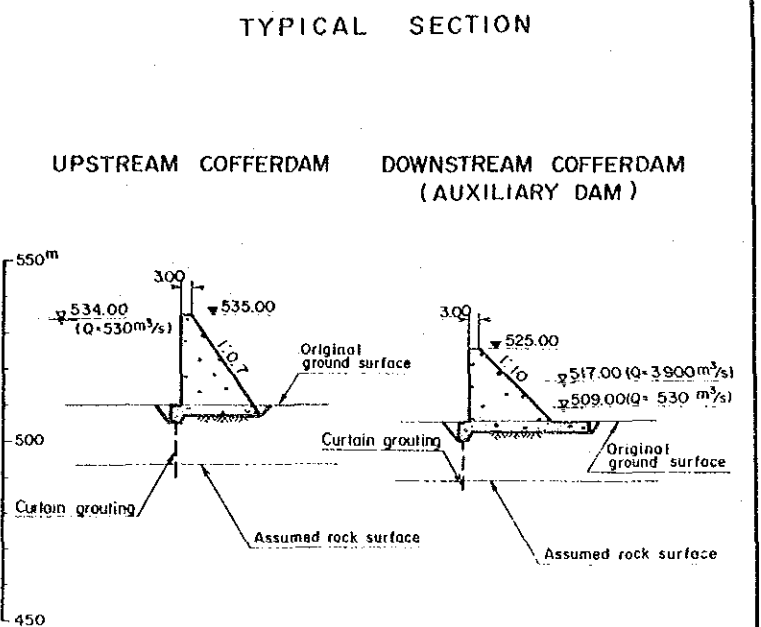 TYPICAL SECTION
UPSTREAM COFFERDAM
DOWNSTREAM COFFERDAM
(AUXILIARY DAM)
550m
3.00
534.00
(Q=530m³/s)
535.00
1:0.7
Original
ground surface
500
Curtain grouting
Assumed rock surface
450
3.00
525.00
1:1.0
517.00(Q=3900m³/s)
509.00(Q= 530 m³/s)
Curtain grouting
Original
ground surface
Assumed rock surface